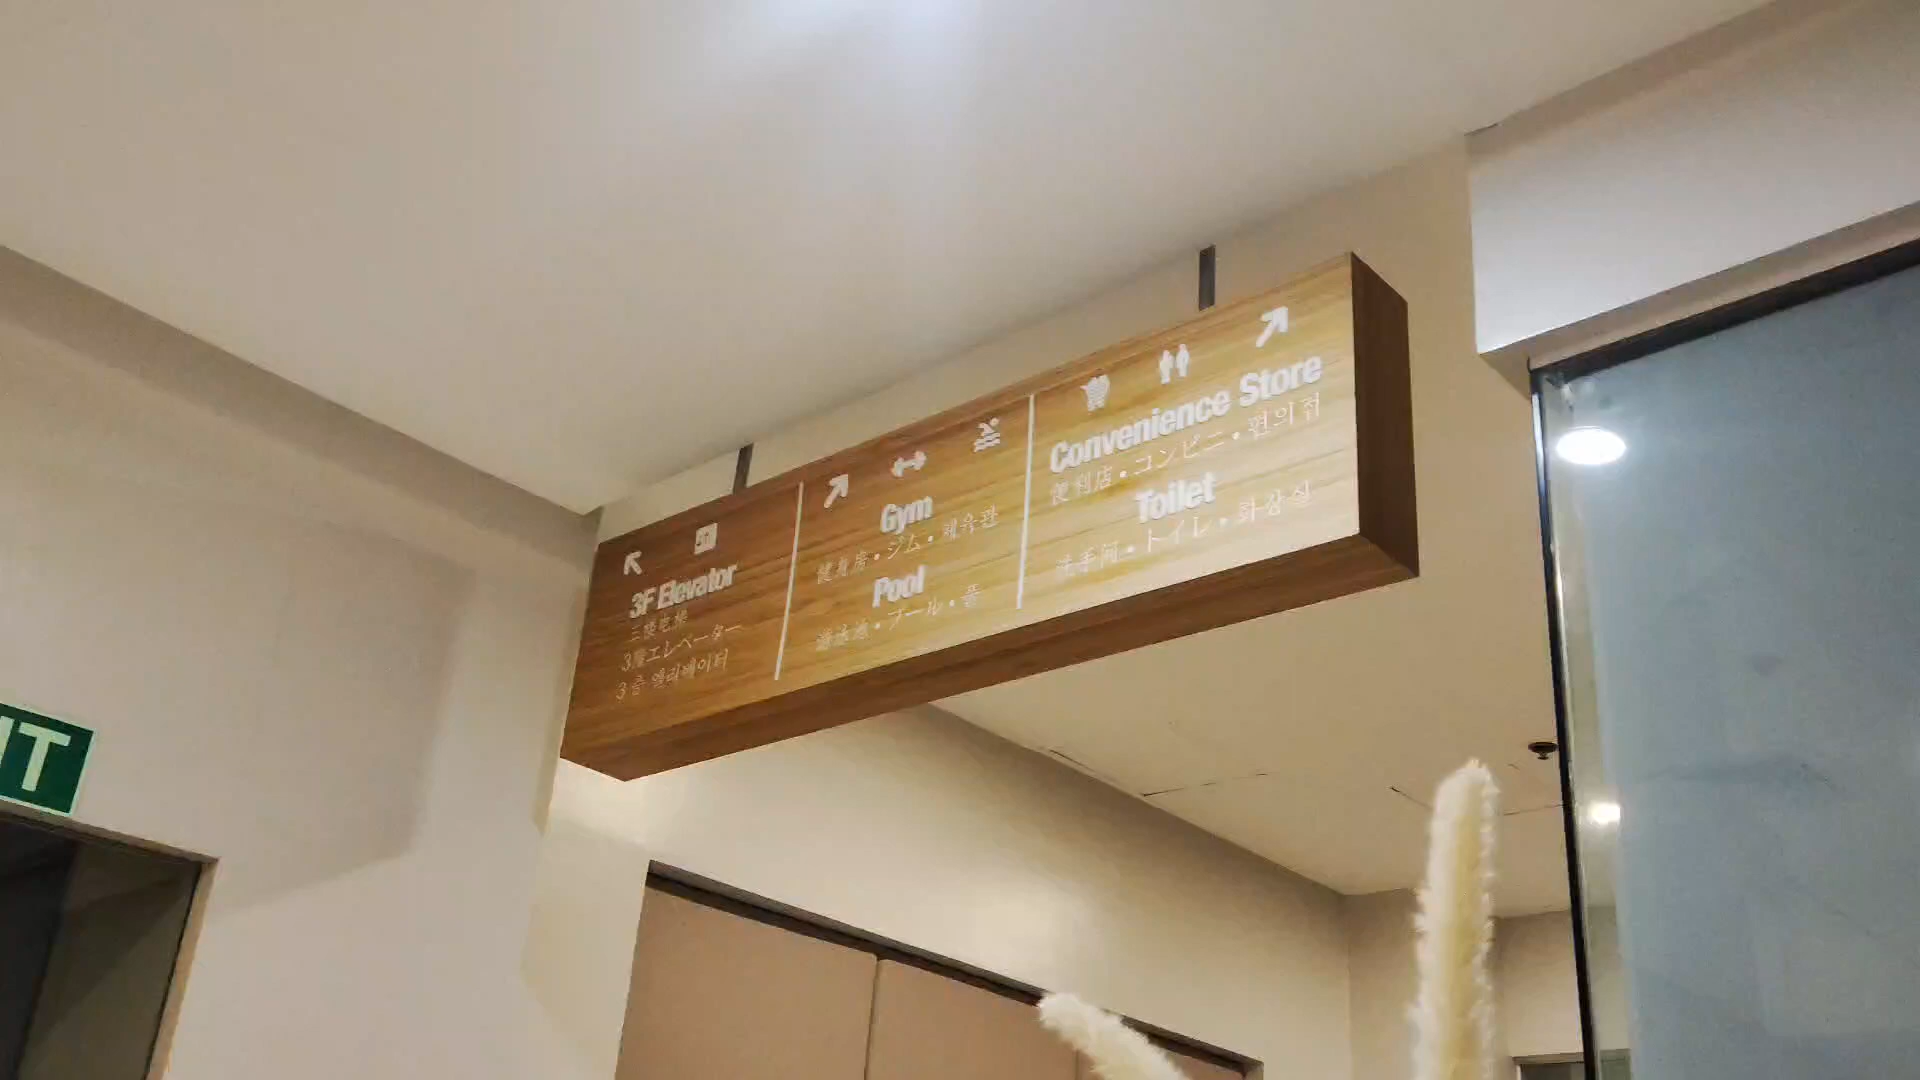 3F Elevator
三楼电梯
3階エレベーター
3층 엘리베이터
Gym
健身房・ジム・체육관
Pool
游泳池・プール・풀
Convenience Store
便利店・コンビニ・편의점
Toilet
洗手间・トイレ・화장실
IT